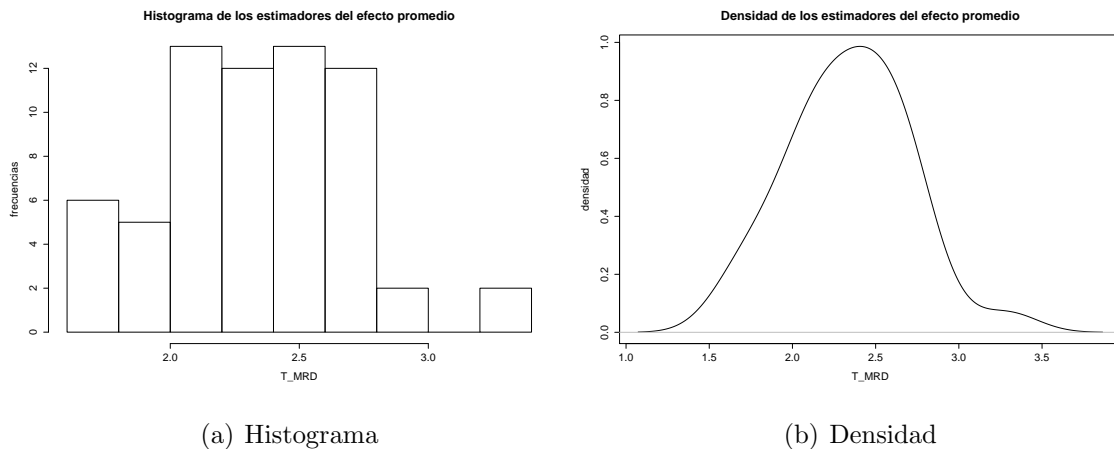 Histograma de los estimadores del efecto promedio
frecuencias
0
2
4
6
8
10
12
2.0 2.5 3.0
T_MRD
(a) Histograma
Densidad de los estimadores del efecto promedio
densidad
0.0
0.2
0.4
0.6
0.8
1.0
1.0 1.5 2.0 2.5 3.0 3.5
T_MRD
(b) Densidad